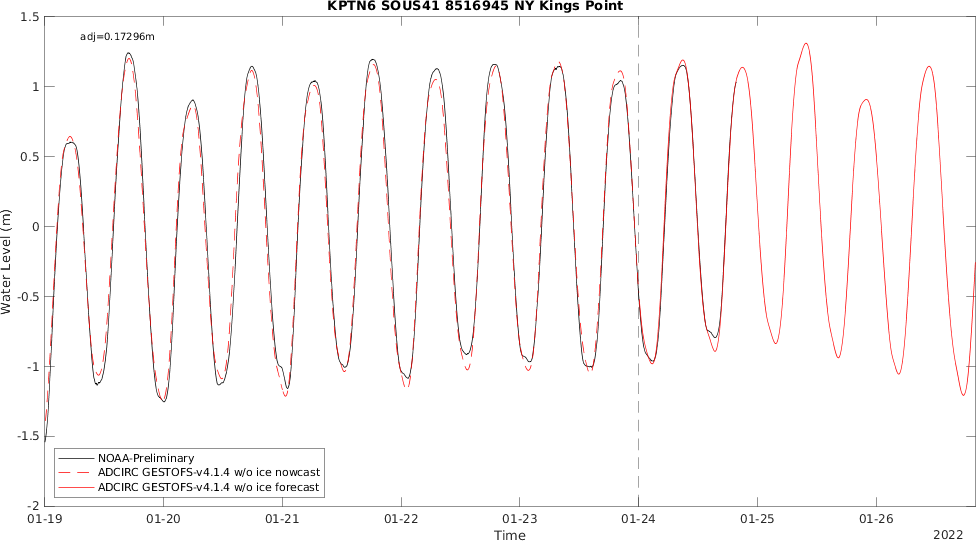 KPTN6 SOUS41 8516945 NY Kings Point
adj=0.17296m
1.5
1
0.5
0
-0.5
-1
-1.5
-2
Water Level (m)
NOAA-Preliminary
ADCIRC GESTOFS-v4.1.4 w/o ice nowcast
ADCIRC GESTOFS-v4.1.4 w/o ice forecast
01-19 01-20 01-21 01-22 01-23 01-24 01-25 01-26
Time
2022